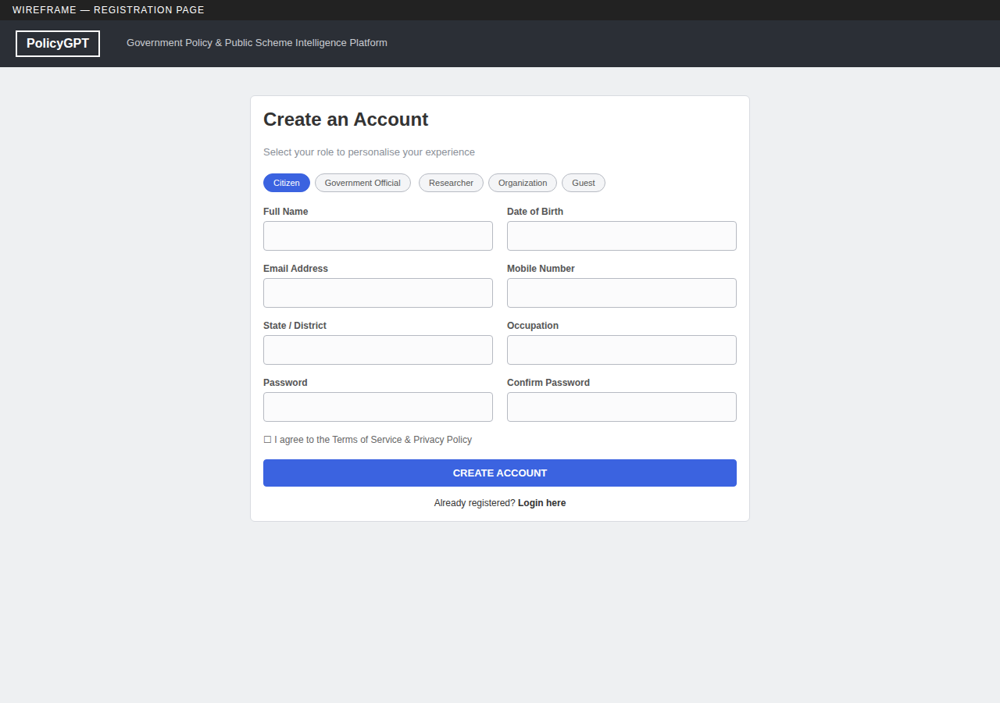 WIREFRAME — REGISTRATION PAGE
PolicyGPT
Government Policy & Public Scheme Intelligence Platform
Create an Account
Select your role to personalise your experience
Citizen Government Official Researcher Organization Guest
Full Name Date of Birth
Email Address Mobile Number
State / District Occupation
Password Confirm Password
☐ I agree to the Terms of Service & Privacy Policy
CREATE ACCOUNT
Already registered? Login here